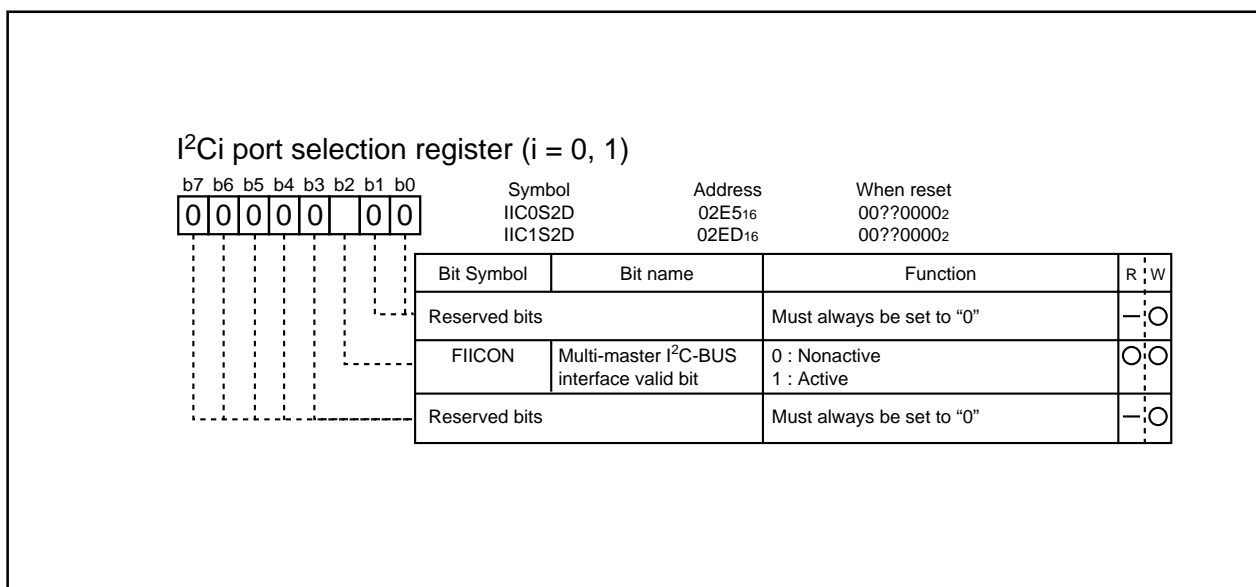 I²Ci port selection register (i = 0, 1)
b7 b6 b5 b4 b3 b2 b1 b0
0 0 0 0 0 0 0
Symbol Address When reset
IIC0S2D 02E5₁₆ 00??0000₂
IIC1S2D 02ED₁₆ 00??0000₂
Bit Symbol Bit name Function R W
Reserved bits Must always be set to “0”
FIICON Multi-master I²C-BUS 0 : Nonactive
interface valid bit 1 : Active
Reserved bits Must always be set to “0”